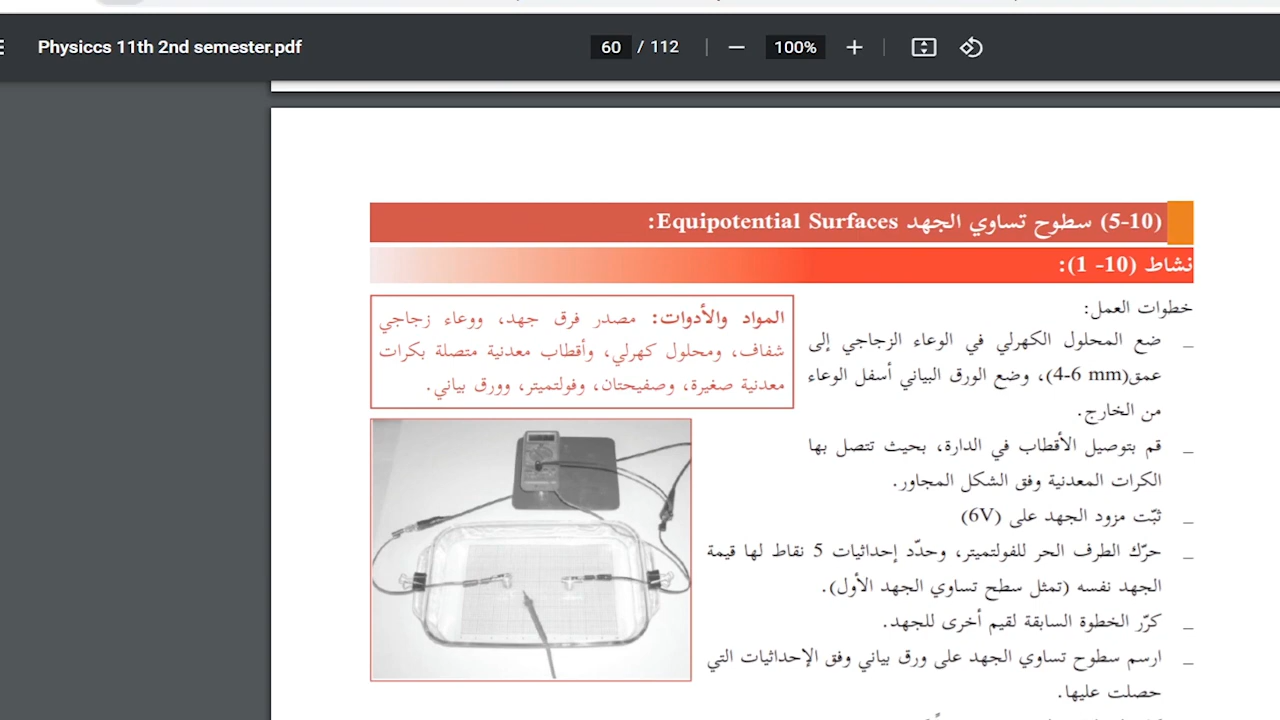 Physiccs 11th 2nd semester.pdf
60 / 112
100%
(5-10) سطوح تساوي الجهد Equipotential Surfaces:
نشاط (10- 1):
خطوات العمل:
_ ضع المحلول الكهرلي في الوعاء الزجاجي إلى
عمق(4-6 mm)، وضع الورق البياني أسفل الوعاء
من الخارج.
_ قم بتوصيل الأقطاب في الدارة، بحيث تتصل بها
الكرات المعدنية وفق الشكل المجاور.
_ ثبّت مزود الجهد على (6V)
_ حرّك الطرف الحر للفولتميتر، وحدّد إحداثيات 5 نقاط لها قيمة
الجهد نفسه (تمثل سطح تساوي الجهد الأول).
_ كرّر الخطوة السابقة لقيم أخرى للجهد.
_ ارسم سطوح تساوي الجهد على ورق بياني وفق الإحداثيات التي
حصلت عليها.
المواد والأدوات: مصدر فرق جهد، ووعاء زجاجي
شفاف، ومحلول كهرلي، وأقطاب معدنية متصلة بكرات
معدنية صغيرة، وصفيحتان، وفولتميتر، وورق بياني.